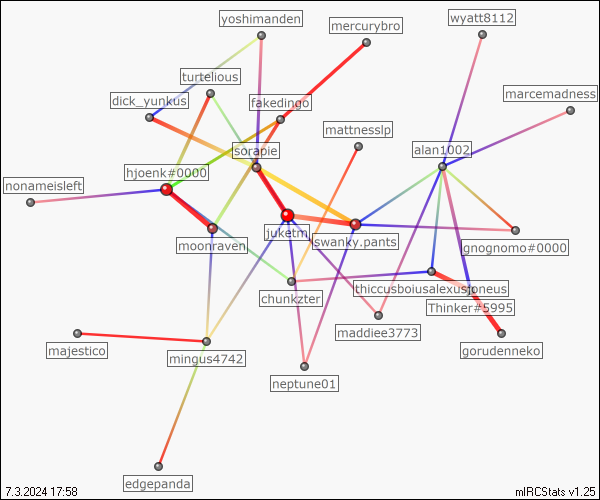 yoshimanden
mercurybro
wyatt8112
turtelious
marcemadness
dick_yunkus
fakedingo
mattnesslp
sorapie
alan1002
hjoenk#0000
nonameisleft
juketm
swanky.pants
moonraven
gnognomo#0000
thiccusboiusalexusjoneus
chunkzter
Thinker#5995
maddiee3773
majestico
mingus4742
gorudenneko
neptune01
edgepanda
7.3.2024 17:58
mIRCStats v1.25